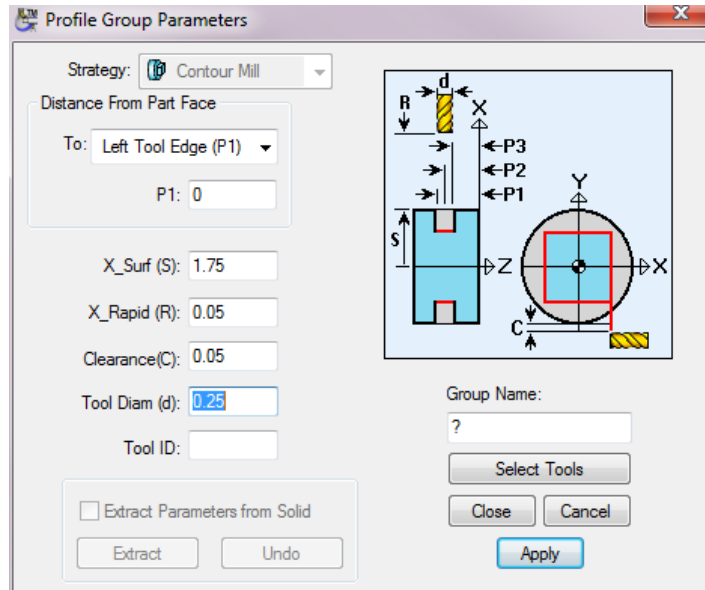 Profile Group Parameters
x
Strategy: Contour Mill
Distance From Part Face
To: Left Tool Edge (P1)
P1: 0
X_Surf (S): 1.75
X_Rapid (R): 0.05
Clearance(C): 0.05
Tool Diam (d): 0.25
Tool ID:
Extract Parameters from Solid
Extract Undo
d
R
X
P3
P2
P1
Y
S
Z
X
C
Group Name:
?
Select Tools
Close Cancel
Apply